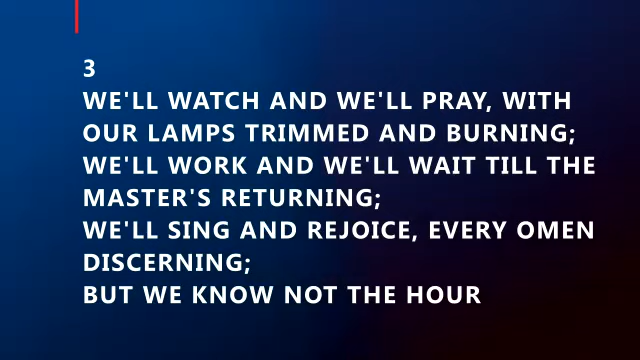 3
WE'LL WATCH AND WE'LL PRAY, WITH
OUR LAMPS TRIMMED AND BURNING;
WE'LL WORK AND WE'LL WAIT TILL THE
MASTER'S RETURNING;
WE'LL SING AND REJOICE, EVERY OMEN
DISCERNING;
BUT WE KNOW NOT THE HOUR